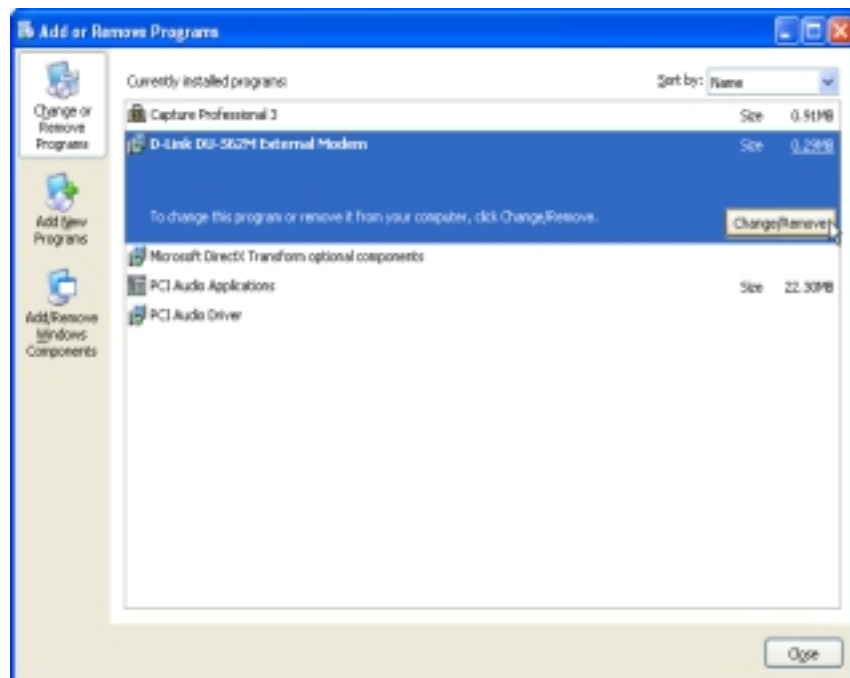 Add or Remove Programs
Change or
Remove
Programs
Add New
Programs
Add/Remove
Windows
Components
Currently installed programs:
Sort by: Name
Capture Professional 3 Size 0.91MB
D-Link DU-562M External Modem Size 0.29MB
To change this program or remove it from your computer, click Change/Remove.
Change/Remove
Microsoft DirectX Transform optional components
PCI Audio Applications Size 22.30MB
PCI Audio Driver
Close